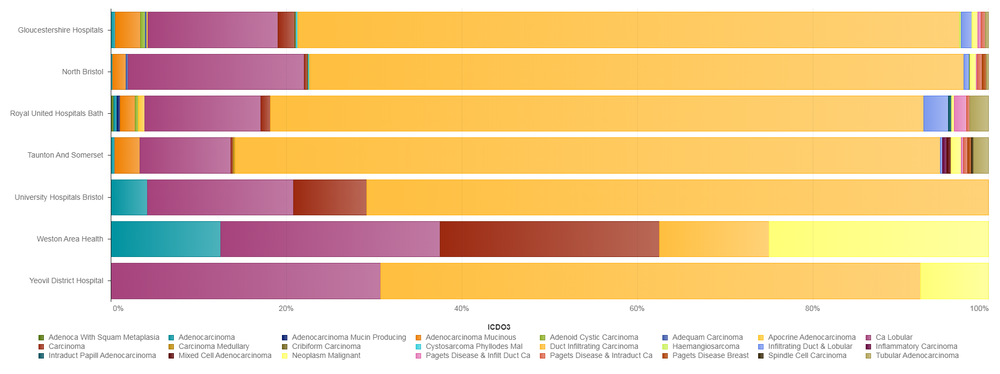 Gloucestershire Hospitals
North Bristol
Royal United Hospitals Bath
Taunton And Somerset
University Hospitals Bristol
Weston Area Health
Yeovil District Hospital
0% 20% 40% 60% 80% 100%
ICDO3
Adenoca With Squam Metaplasia Adenocarcinoma Adenocarcinoma Mucin Producing Adenocarcinoma Mucinous Adenoid Cystic Carcinoma Adequam Carcinoma Apocrine Adenocarcinoma Ca Lobular
Carcinoma Carcinoma Medullary Cribiform Carcinoma Cystosarcoma Phyllodes Mal Duct Infiltrating Carcinoma Haemangiosarcoma Infiltrating Duct & Lobular Inflammatory Carcinoma
Intraduct Papill Adenocarcinoma Mixed Cell Adenocarcinoma Neoplasm Malignant Pagets Disease & Infilt Duct Ca Pagets Disease & Intraduct Ca Pagets Disease Breast Spindle Cell Carcinoma Tubular Adenocarcinoma